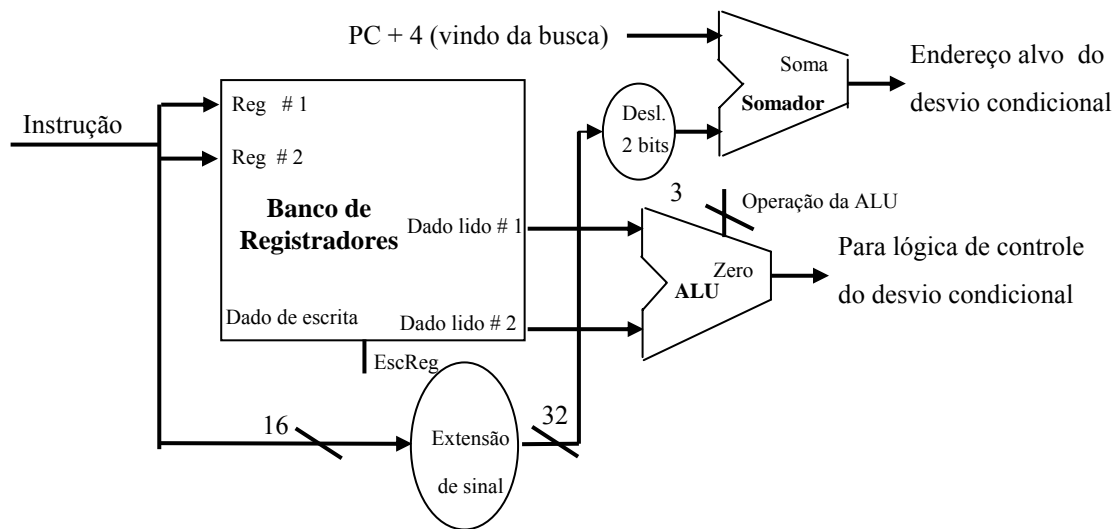 PC + 4 (vindo da busca)
Soma
Somador
Endereço alvo do
desvio condicional
Instrução
Reg # 1
Reg # 2
Banco de
Registradores
Dado lido # 1
Dado de escrita
Dado lido # 2
EscReg
Desl.
2 bits
3
Operação da ALU
Zero
ALU
Para lógica de controle
do desvio condicional
16
Extensão
de sinal
32